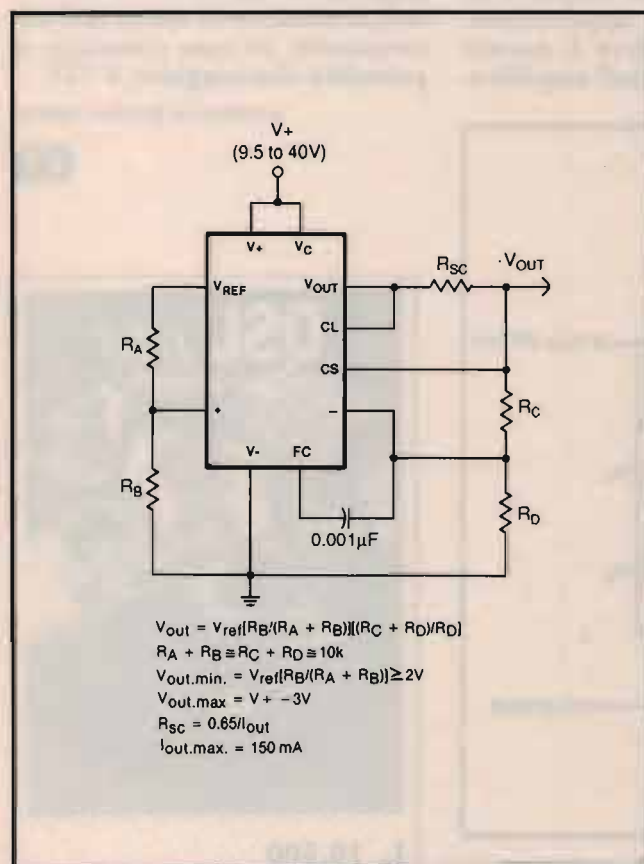 V+
(9.5 to 40V)
V+ VC
VREF
VOUT
RSC
VOUT
CL
RA
CS
RC
+
−
V- FC
RB
RD
0.001µF
Vout = Vref[RB/(RA + RB)][(RC + RD)/RD]
RA + RB ≅ RC + RD ≅ 10k
Vout.min. = Vref[RB/(RA + RB)] ≥ 2V
Vout.max = V+ −3V
RSC = 0.65/Iout
Iout.max. = 150 mA